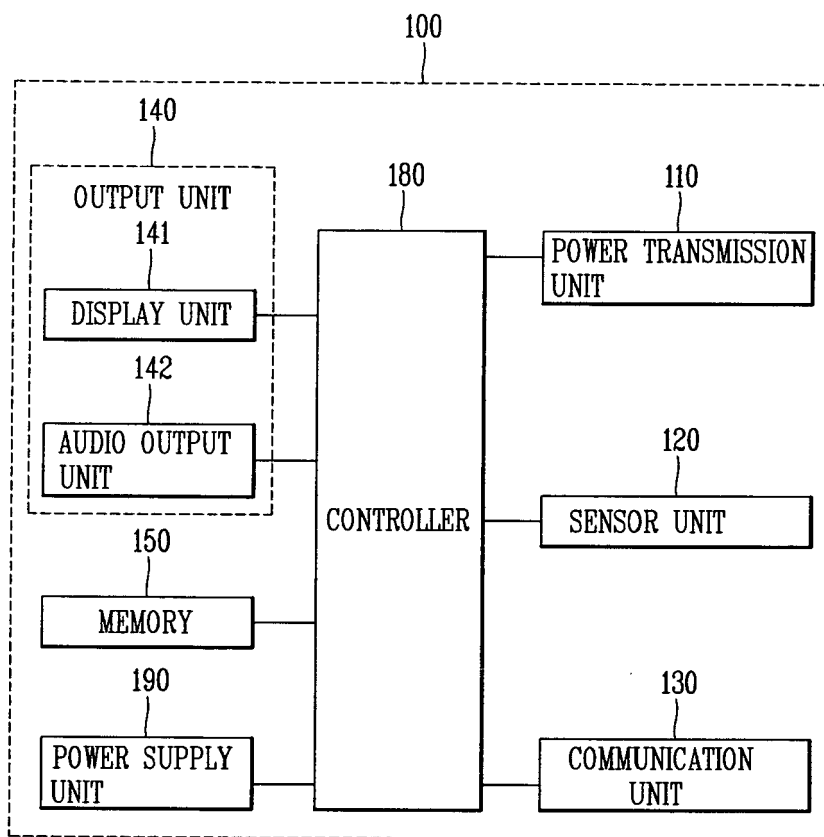 100
140
OUTPUT UNIT
141
DISPLAY UNIT
142
AUDIO OUTPUT
UNIT
150
MEMORY
190
POWER SUPPLY
UNIT
180
CONTROLLER
110
POWER TRANSMISSION
UNIT
120
SENSOR UNIT
130
COMMUNICATION
UNIT